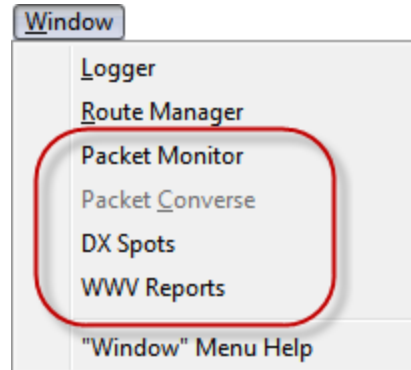 Window
Logger
Route Manager
Packet Monitor
Packet Converse
DX Spots
WWV Reports
"Window" Menu Help